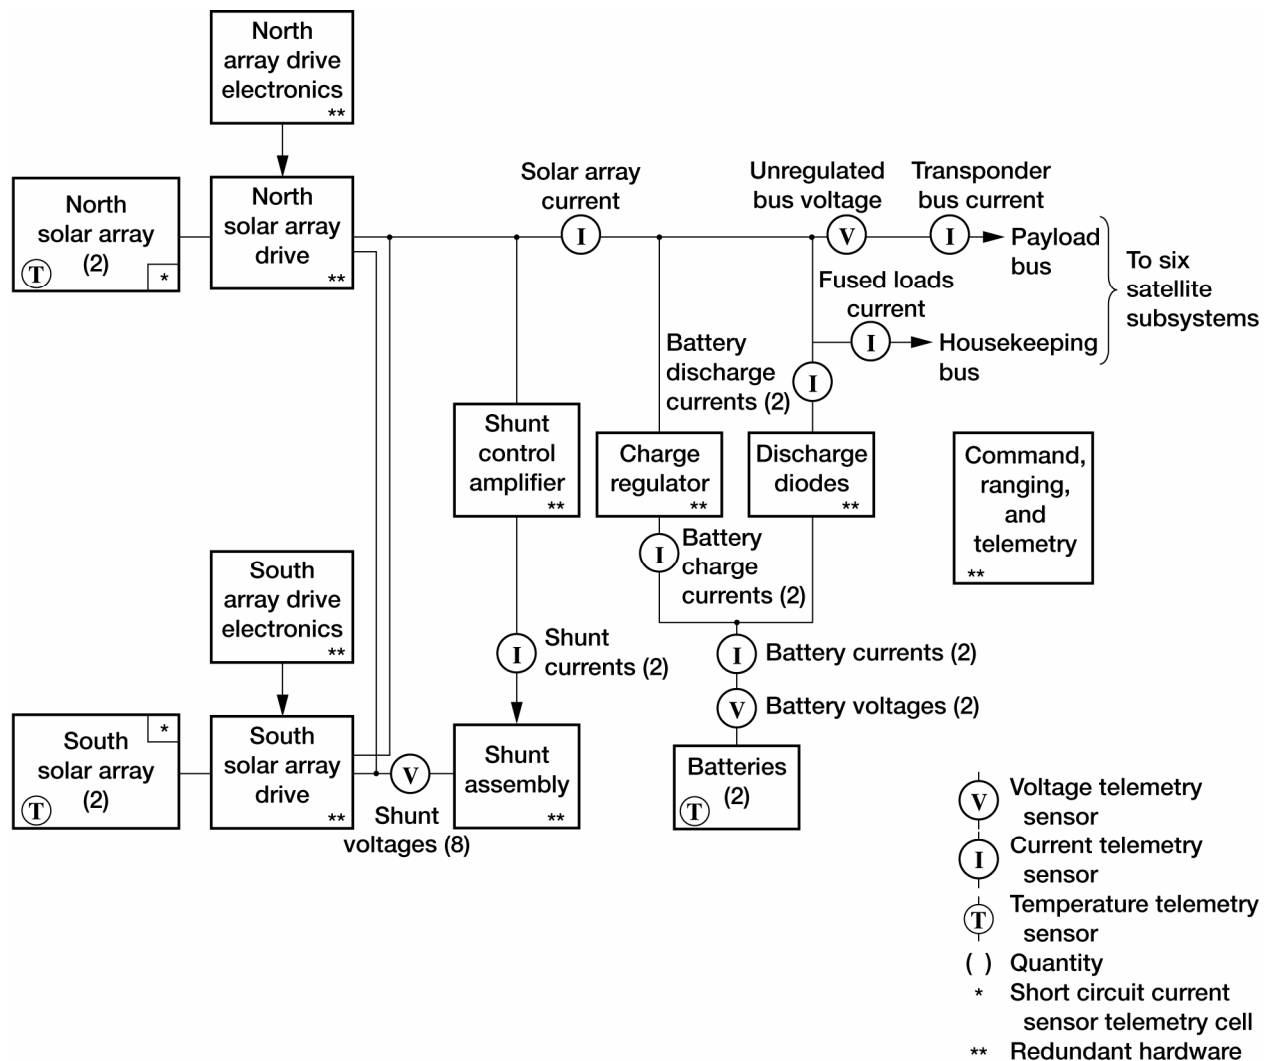 North
array drive
electronics
**
North
solar array
(2)
T
*
North
solar array
drive
**
Solar array
current
I
Unregulated
bus voltage
V
Transponder
bus current
I
Payload
bus
To six
satellite
subsystems
Fused loads
current
I
Housekeeping
bus
Battery
discharge
currents (2)
I
Shunt
control
amplifier
**
Charge
regulator
**
Discharge
diodes
**
Command,
ranging,
and
telemetry
**
I
Battery
charge
currents (2)
South
array drive
electronics
**
I
Shunt
currents (2)
I
Battery currents (2)
V
Battery voltages (2)
South
solar array
(2)
T
*
South
solar array
drive
**
V
Shunt
voltages (8)
Shunt
assembly
**
Batteries
(2)
T
V
Voltage telemetry
sensor
I
Current telemetry
sensor
T
Temperature telemetry
sensor
( ) Quantity
* Short circuit current
sensor telemetry cell
** Redundant hardware